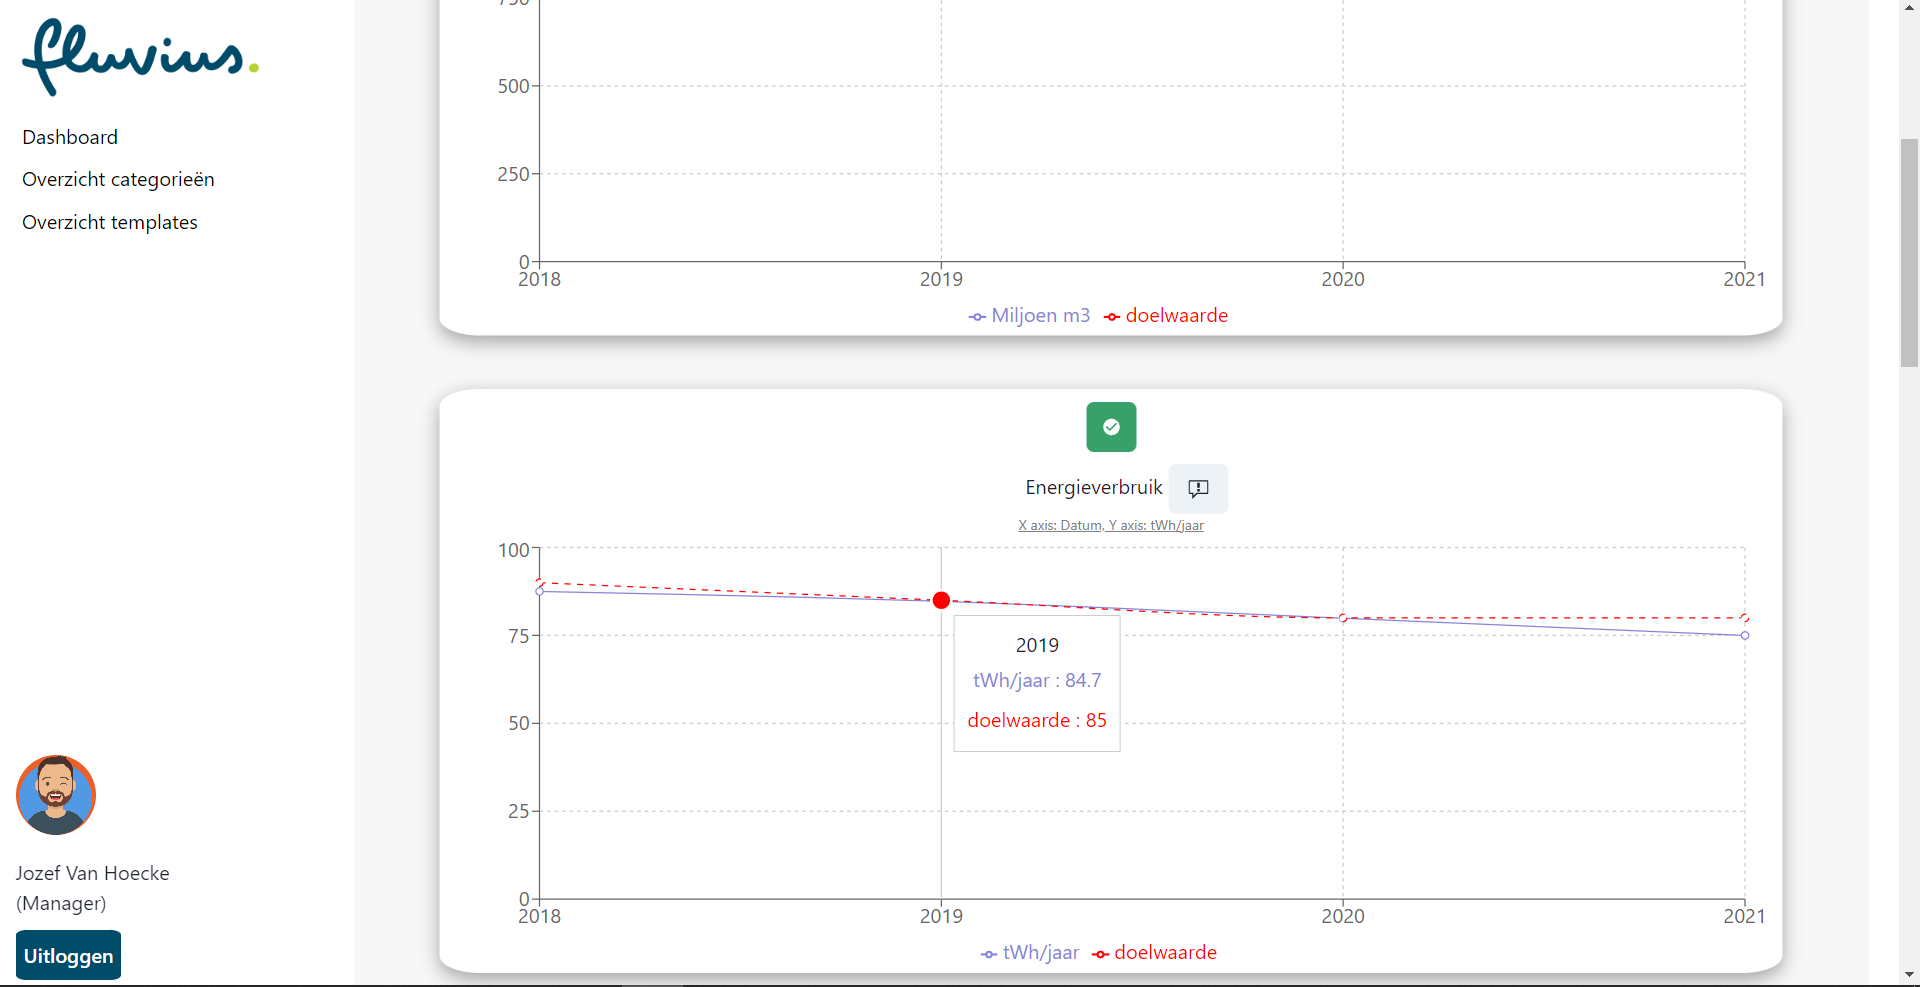 fluvius.
Dashboard
Overzicht categorieën
Overzicht templates
Jozef Van Hoecke
(Manager)
Uitloggen
750
500
250
0
2018 2019 2020 2021
Miljoen m3 doelwaarde
Energieverbruik
X axis: Datum, Y axis: tWh/jaar
100
75
50
25
0
2019
tWh/jaar : 84.7
doelwaarde : 85
2018 2019 2020 2021
tWh/jaar doelwaarde